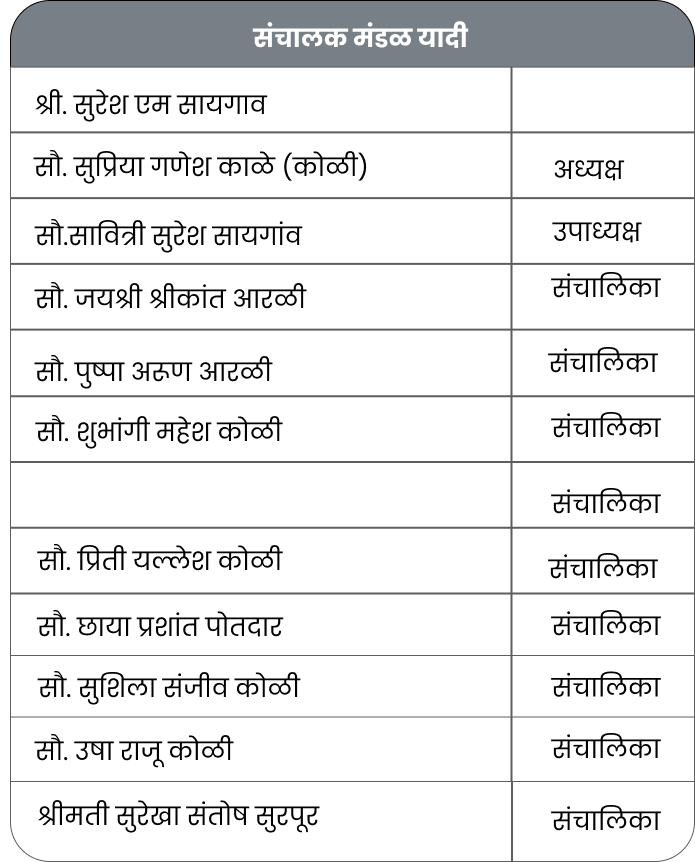 संचालक मंडळ यादी
श्री. सुरेश एम सायगाव
सौ. सुप्रिया गणेश काळे (कोळी) अध्यक्ष
सौ.सावित्री सुरेश सायगांव उपाध्यक्ष
सौ. जयश्री श्रीकांत आरळी संचालिका
सौ. पुष्पा अरूण आरळी संचालिका
सौ. शुभांगी महेश कोळी संचालिका
संचालिका
सौ. प्रिती यल्लेश कोळी संचालिका
सौ. छाया प्रशांत पोतदार संचालिका
सौ. सुशिला संजीव कोळी संचालिका
सौ. उषा राजू कोळी संचालिका
श्रीमती सुरेखा संतोष सुरपूर संचालिका